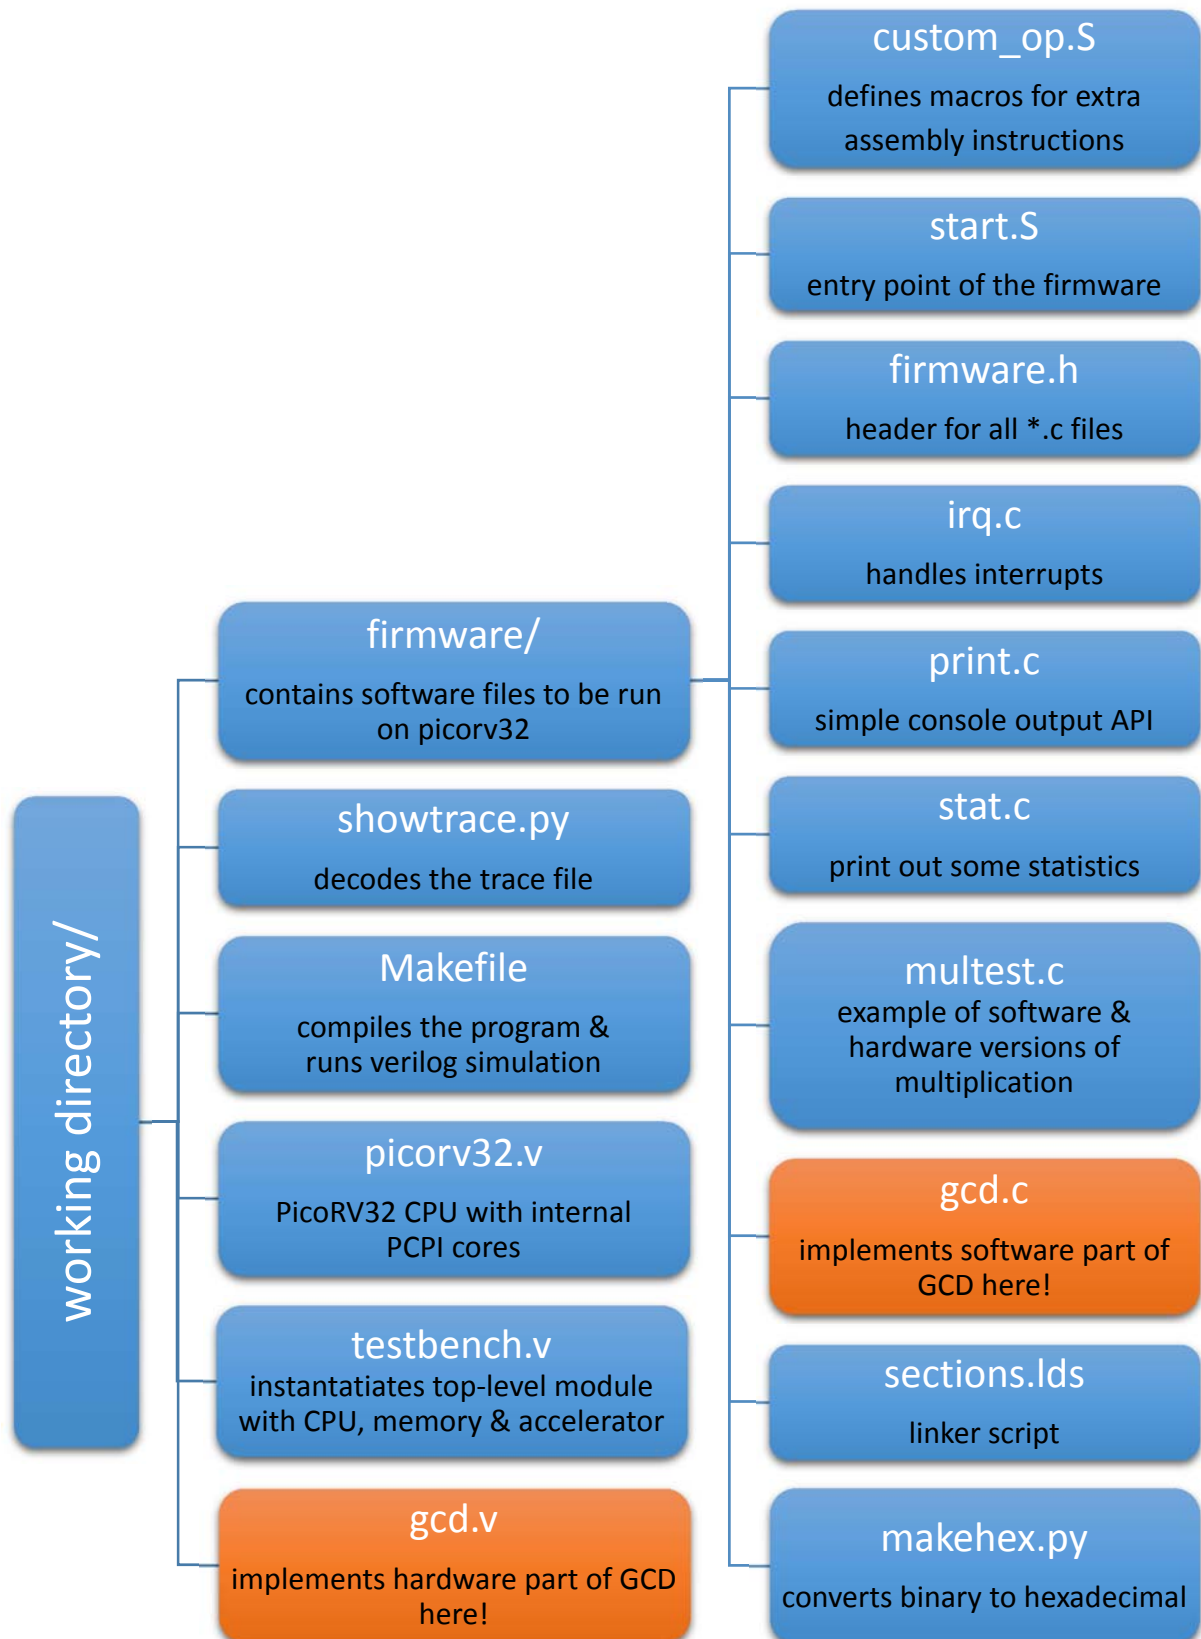 working directory/
firmware/
contains software files to be run
on picorv32
showtrace.py
decodes the trace file
Makefile
compiles the program &
runs verilog simulation
picorv32.v
PicoRV32 CPU with internal
PCPI cores
testbench.v
instantatiates top-level module
with CPU, memory & accelerator
gcd.v
implements hardware part of GCD
here!
custom_op.S
defines macros for extra
assembly instructions
start.S
entry point of the firmware
firmware.h
header for all *.c files
irq.c
handles interrupts
print.c
simple console output API
stat.c
print out some statistics
multest.c
example of software &
hardware versions of
multiplication
gcd.c
implements software part of
GCD here!
sections.lds
linker script
makehex.py
converts binary to hexadecimal